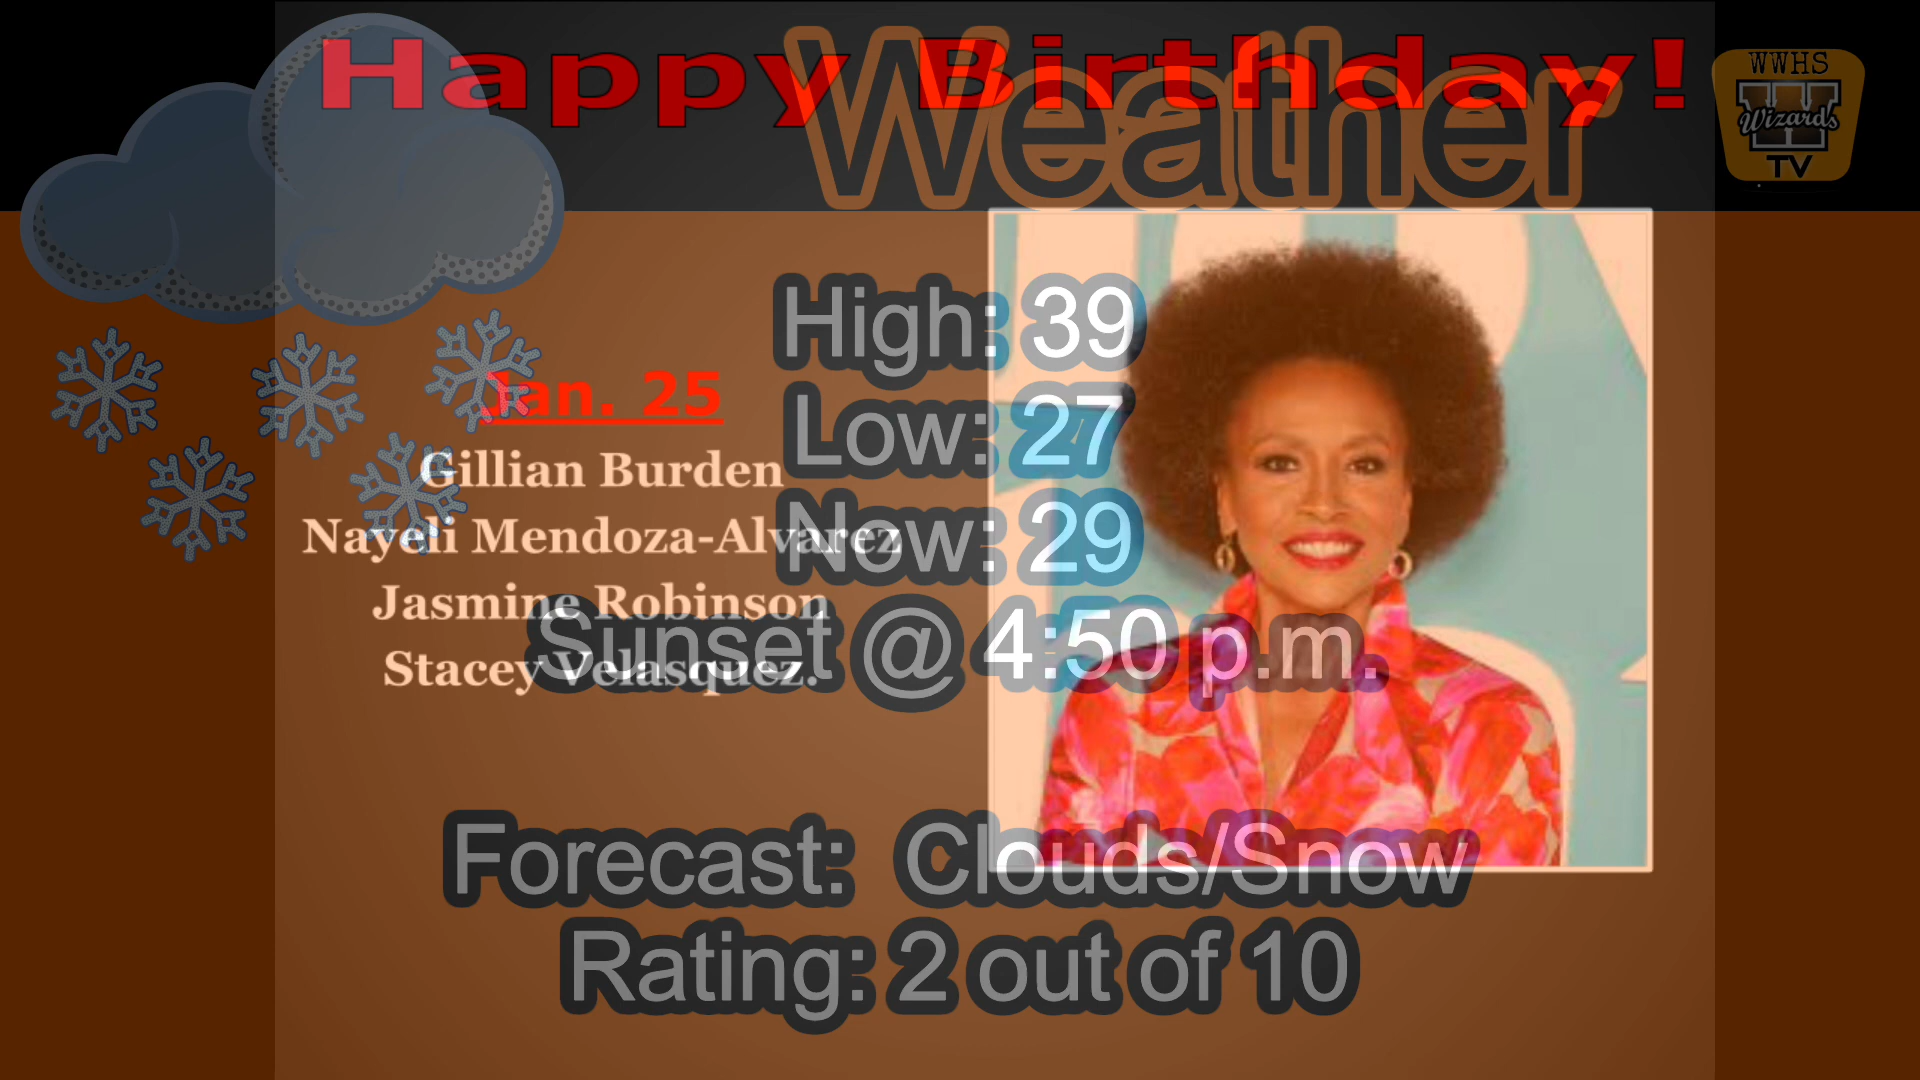 Happy Birthday!
Weather
WWHS
W
Wizards
TV
High: 39
Low: 27
Now: 29
Sunset @ 4:50 p.m.
Jan. 25
Gillian Burden
Nayeli Mendoza-Alvarez
Jasmine Robinson
Stacey Velasquez.
Forecast: Clouds/Snow
Rating: 2 out of 10